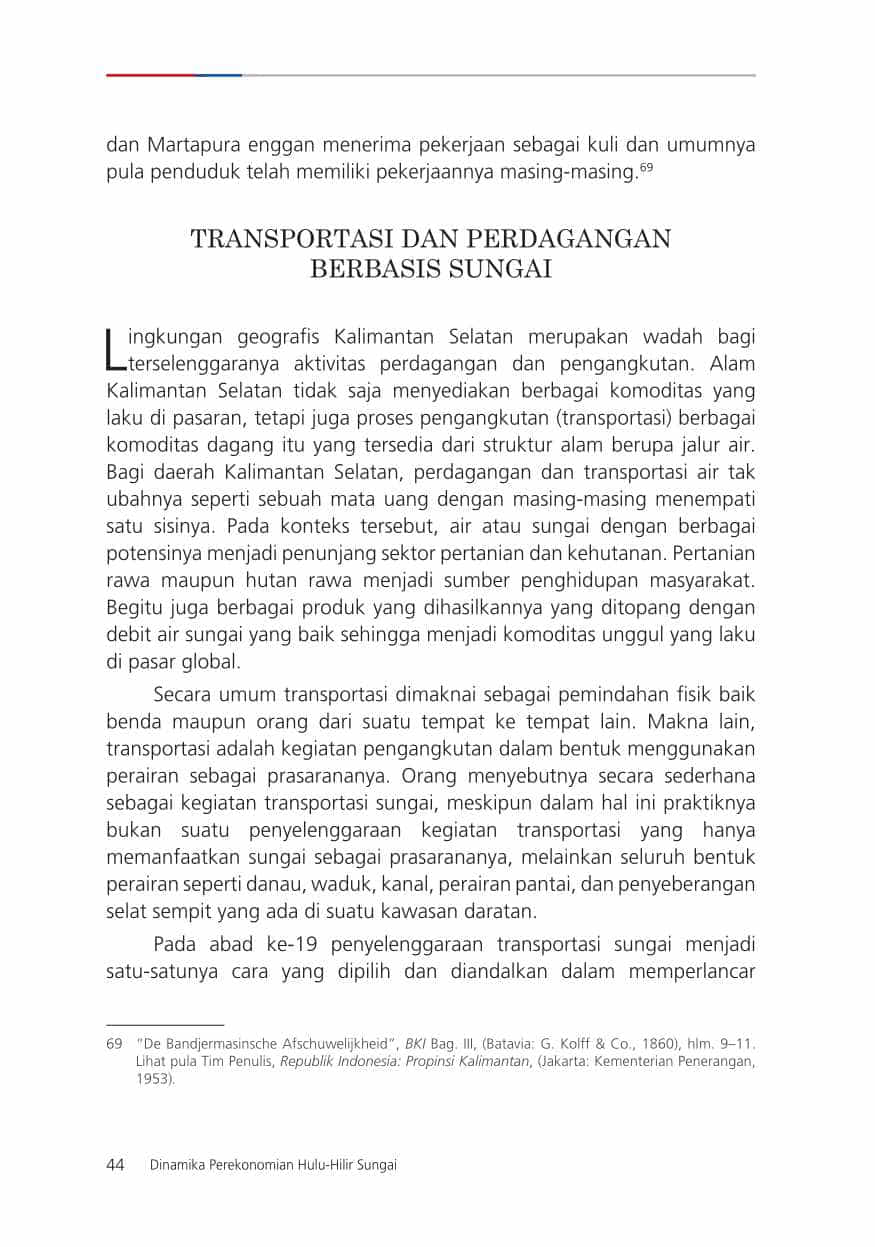 dan Martapura enggan menerima pekerjaan sebagai kuli dan umumnya
pula penduduk telah memiliki pekerjaannya masing-masing.69
TRANSPORTASI DAN PERDAGANGAN
BERBASIS SUNGAI
Lingkungan geografis Kalimantan Selatan merupakan wadah bagi
terselenggaranya aktivitas perdagangan dan pengangkutan. Alam
Kalimantan Selatan tidak saja menyediakan berbagai komoditas yang
laku di pasaran, tetapi juga proses pengangkutan (transportasi) berbagai
komoditas dagang itu yang tersedia dari struktur alam berupa jalur air.
Bagi daerah Kalimantan Selatan, perdagangan dan transportasi air tak
ubahnya seperti sebuah mata uang dengan masing-masing menempati
satu sisinya. Pada konteks tersebut, air atau sungai dengan berbagai
potensinya menjadi penunjang sektor pertanian dan kehutanan. Pertanian
rawa maupun hutan rawa menjadi sumber penghidupan masyarakat.
Begitu juga berbagai produk yang dihasilkannya yang ditopang dengan
debit air sungai yang baik sehingga menjadi komoditas unggul yang laku
di pasar global.
Secara umum transportasi dimaknai sebagai pemindahan fisik baik
benda maupun orang dari suatu tempat ke tempat lain. Makna lain,
transportasi adalah kegiatan pengangkutan dalam bentuk menggunakan
perairan sebagai prasarananya. Orang menyebutnya secara sederhana
sebagai kegiatan transportasi sungai, meskipun dalam hal ini praktiknya
bukan suatu penyelenggaraan kegiatan transportasi yang hanya
memanfaatkan sungai sebagai prasarananya, melainkan seluruh bentuk
perairan seperti danau, waduk, kanal, perairan pantai, dan penyeberangan
selat sempit yang ada di suatu kawasan daratan.
Pada abad ke-19 penyelenggaraan transportasi sungai menjadi
satu-satunya cara yang dipilih dan diandalkan dalam memperlancar
69 "De Bandjermasinsche Afschuwelijkheid", BKI Bag. III, (Batavia: G. Kolff & Co., 1860), hlm. 9–11.
Lihat pula Tim Penulis, Republik Indonesia: Propinsi Kalimantan, (Jakarta: Kementerian Penerangan,
1953).
44 Dinamika Perekonomian Hulu-Hilir Sungai